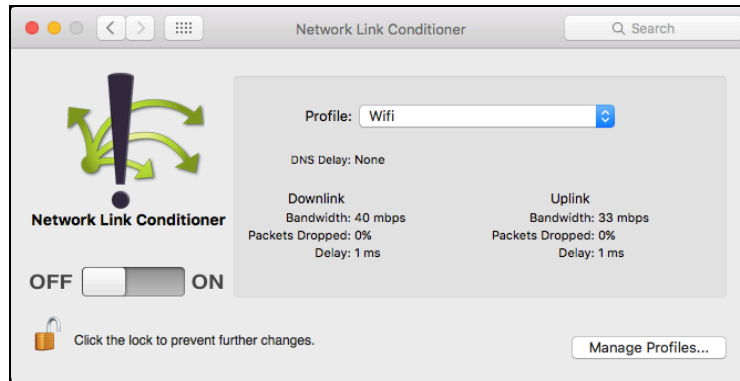 Network Link Conditioner
Search
Profile: Wifi
DNS Delay: None
Downlink
Bandwidth: 40 mbps
Packets Dropped: 0%
Delay: 1 ms
Uplink
Bandwidth: 33 mbps
Packets Dropped: 0%
Delay: 1 ms
Network Link Conditioner
OFF ON
Click the lock to prevent further changes.
Manage Profiles...